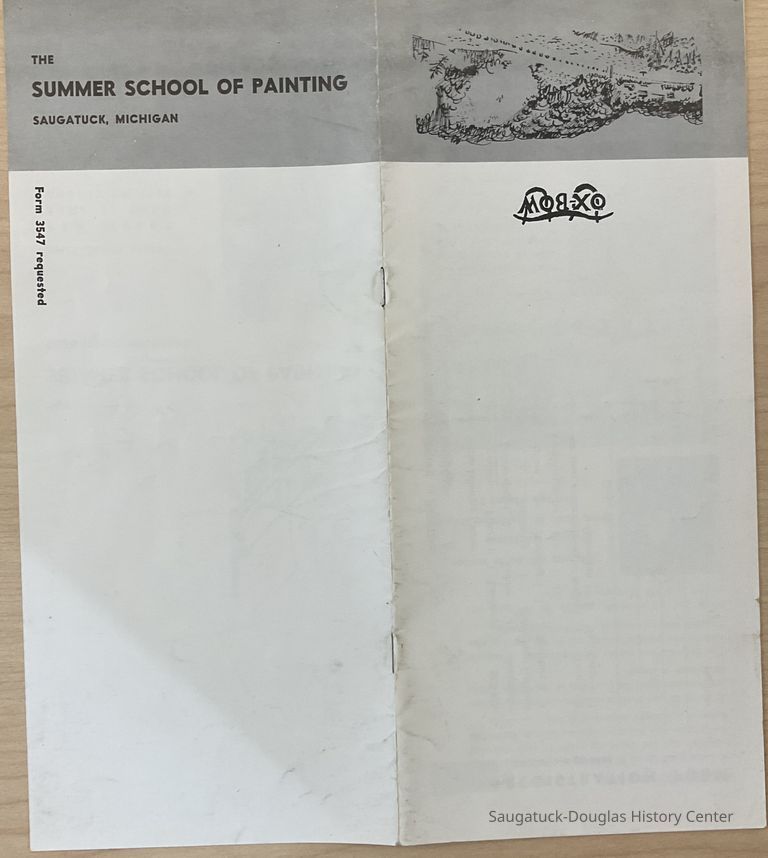 THE
SUMMER SCHOOL OF PAINTING
SAUGATUCK, MICHIGAN
Form 3547 requested
OX-BOW
Saugatuck-Douglas History Center